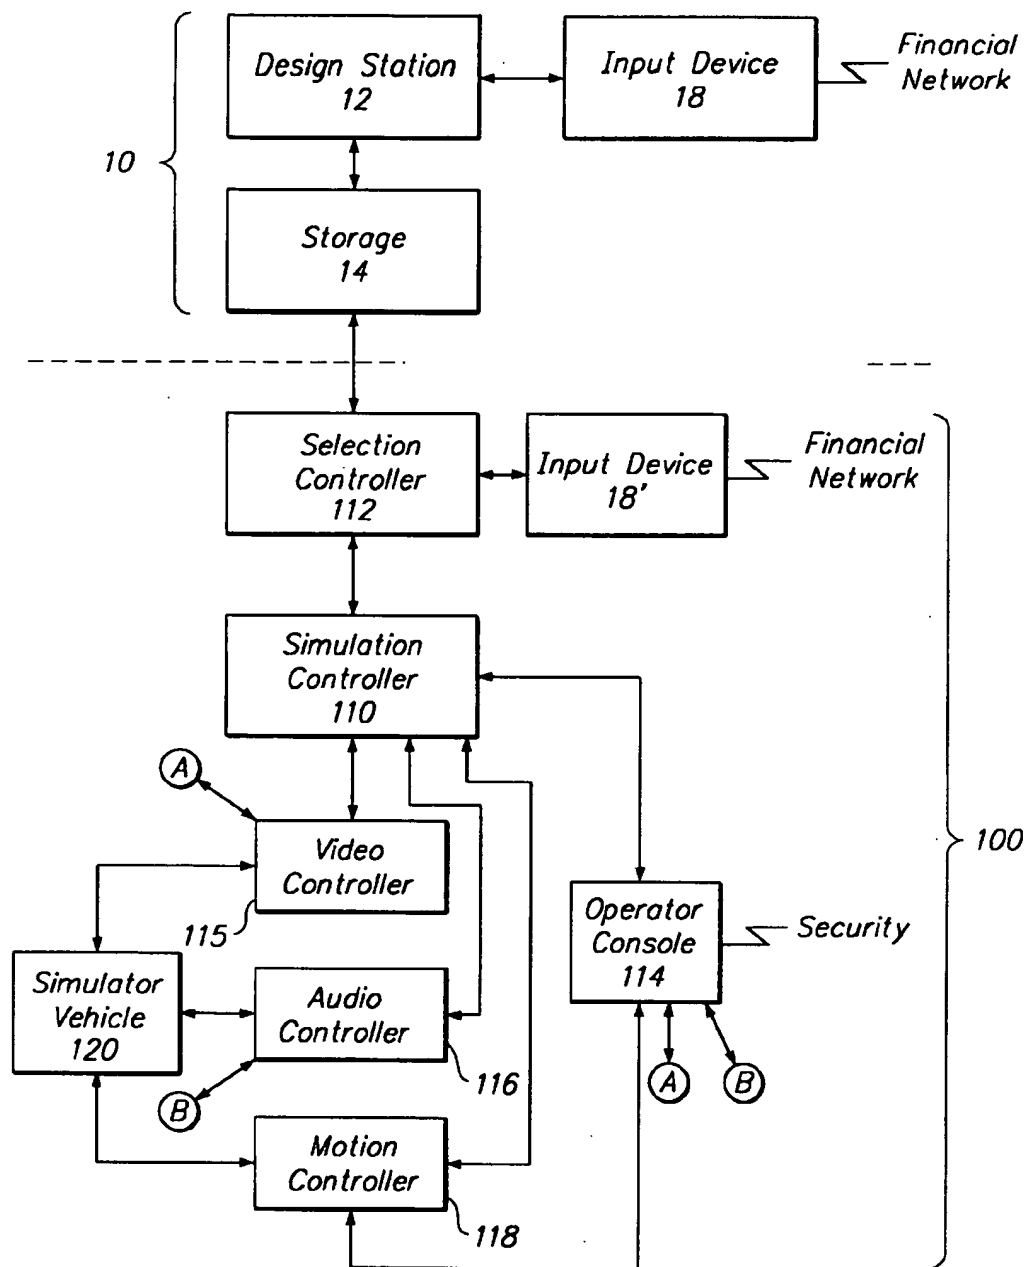 Design Station
12
Input Device
18
Financial
Network
10
Storage
14
Selection
Controller
112
Input Device
18'
Financial
Network
Simulation
Controller
110
A
Video
Controller
115
100
Operator
Console
114
Security
Simulator
Vehicle
120
Audio
Controller
116
B
A
B
Motion
Controller
118